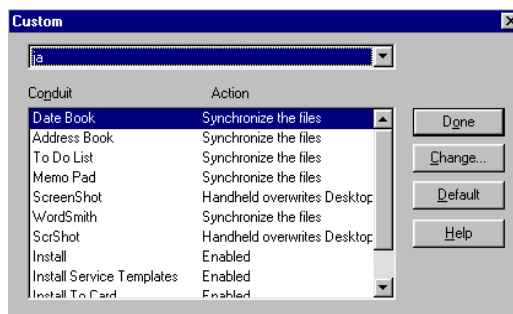 Custom
ja
Conduit Action
Date Book Synchronize the files
Address Book Synchronize the files
To Do List Synchronize the files
Memo Pad Synchronize the files
ScreenShot Handheld overwrites Desktop
WordSmith Synchronize the files
ScrShot Handheld overwrites Desktop
Install Enabled
Install Service Templates Enabled
Install To Card Enabled
Done
Change...
Default
Help